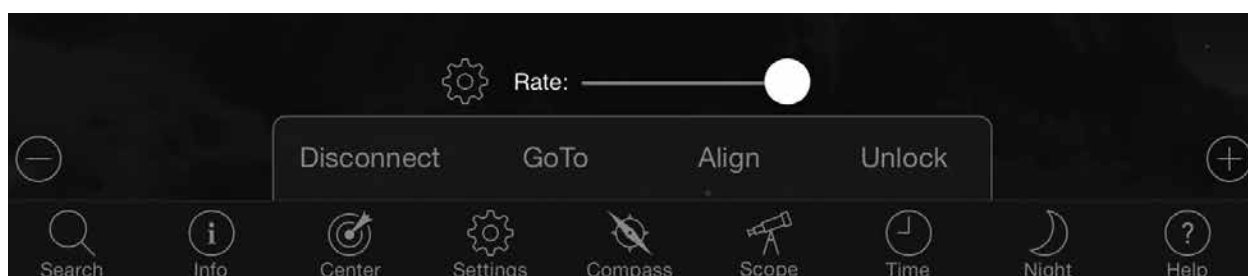 Rate:
Disconnect GoTo Align Unlock
Search Info Center Settings Compass Scope Time Night Help